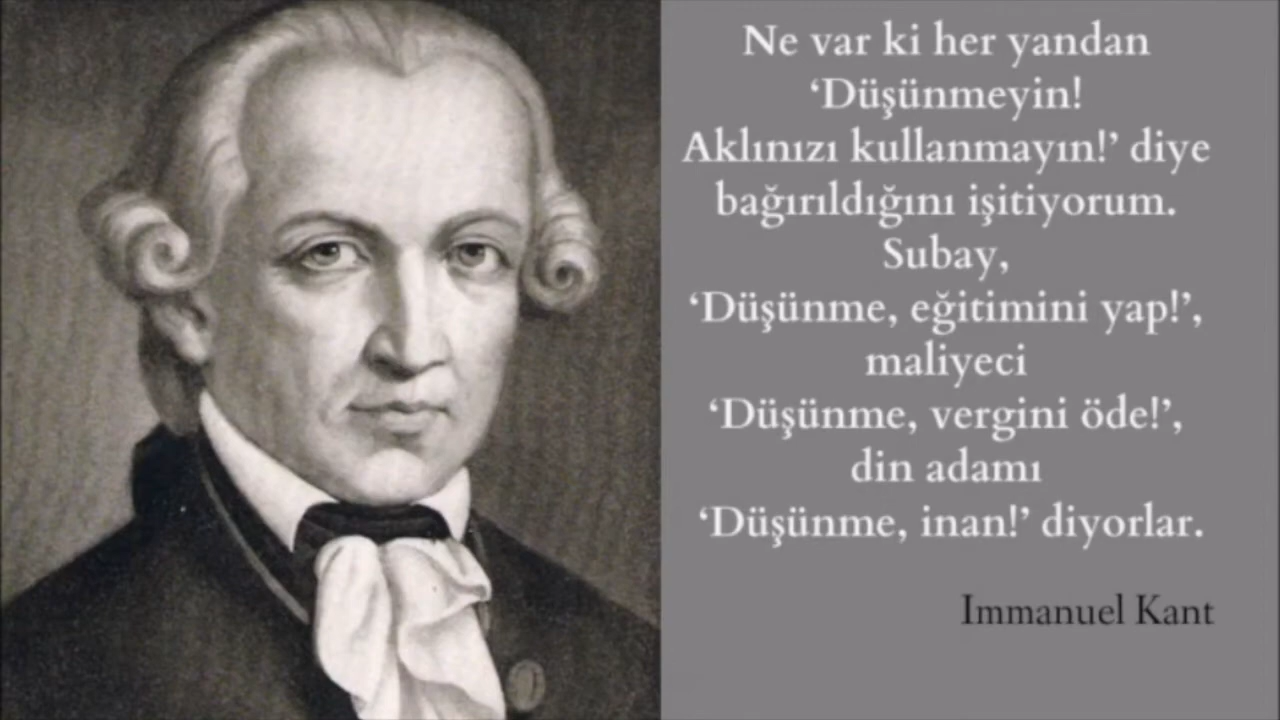 Ne var ki her yandan
‘Düşünmeyin!
Aklınızı kullanmayın!’ diye
bağırıldığını işitiyorum.
Subay,
‘Düşünme, eğitimini yap!’,
maliyeci
‘Düşünme, vergini öde!’,
din adamı
‘Düşünme, inan!’ diyorlar.
Immanuel Kant